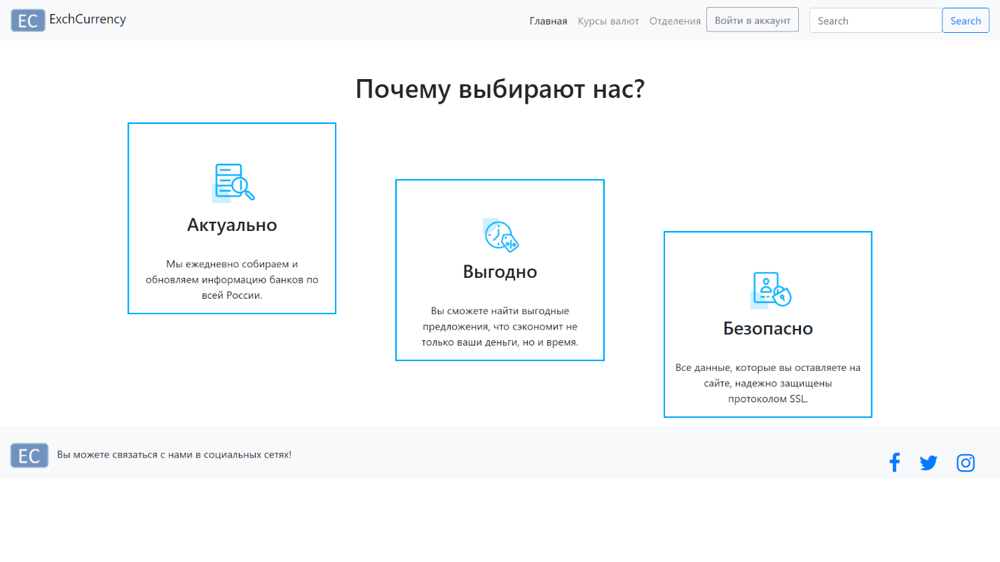 EC ExchCurrency
Главная Курсы валют Отделения Войти в аккаунт Search Search
Почему выбирают нас?
Актуально
Мы ежедневно собираем и
обновляем информацию банков по
всей России.
Выгодно
Вы сможете найти выгодные
предложения, что сэкономит не
только ваши деньги, но и время.
Безопасно
Все данные, которые вы оставляете на
сайте, надежно защищены
протоколом SSL.
EC Вы можете связаться с нами в социальных сетях!